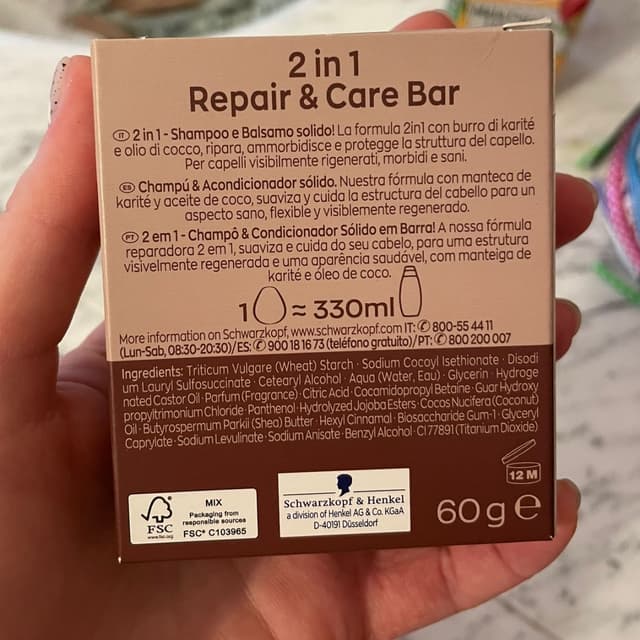 2 in 1
Repair & Care Bar
IT 2 in 1 - Shampoo e Balsamo solido! La formula 2in1 con burro di karité
e olio di cocco, ripara, ammorbidisce e protegge la struttura del capello.
Per capelli visibilmente rigenerati, morbidi e sani.
ES Champú & Acondicionador sólido. Nuestra fórmula con manteca de
karité y aceite de coco, suaviza y cuida la estructura del cabello para un
aspecto sano, flexible y visiblemente regenerado.
PT 2 em 1 - Champô & Condicionador Sólido em Barra! A nossa fórmula
reparadora 2 em 1, suaviza e cuida do seu cabelo, para uma estrutura
visivelmente regenerada e uma aparência saudável, com manteiga de
karité e óleo de coco.
1 ≈ 330ml
More information on Schwarzkopf, www.schwarzkopf.com IT: 800-55 44 11
(Lun-Sab, 08:30-20:30)/ES: 900 18 16 73 (teléfono gratuito)/PT: 800 200 007
Ingredients: Triticum Vulgare (Wheat) Starch · Sodium Cocoyl Isethionate · Disodi
um Lauryl Sulfosuccinate · Cetearyl Alcohol · Aqua (Water, Eau) · Glycerin · Hydroge
nated Castor Oil · Parfum (Fragrance) · Citric Acid · Cocamidopropyl Betaine · Guar Hydroxy
propyltrimonium Chloride · Panthenol · Hydrolyzed Jojoba Esters · Cocos Nucifera (Coconut)
Oil · Butyrospermum Parkii (Shea) Butter · Hexyl Cinnamal · Biosaccharide Gum-1 · Glyceryl
Caprylate · Sodium Levulinate · Sodium Anisate · Benzyl Alcohol · CI 77891 (Titanium Dioxide)
12 M
FSC
www.fsc.org
MIX
Packaging from
responsible sources
FSC® C103965
Schwarzkopf & Henkel
a division of Henkel AG & Co. KGaA
D-40191 Düsseldorf
60 g e